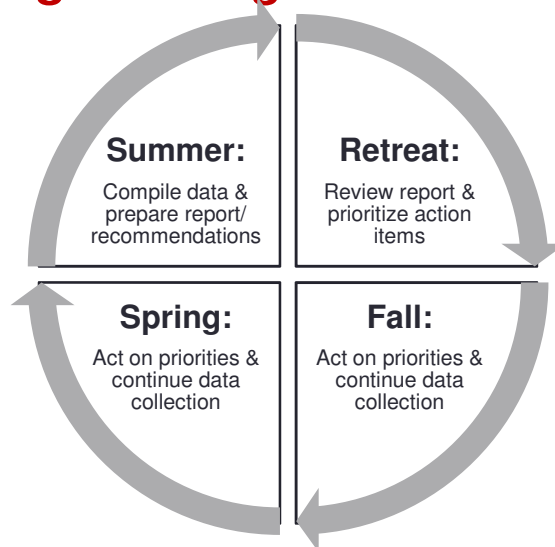 Summer:
Compile data &
prepare report/
recommendations
Retreat:
Review report &
prioritize action
items
Spring:
Act on priorities &
continue data
collection
Fall:
Act on priorities &
continue data
collection